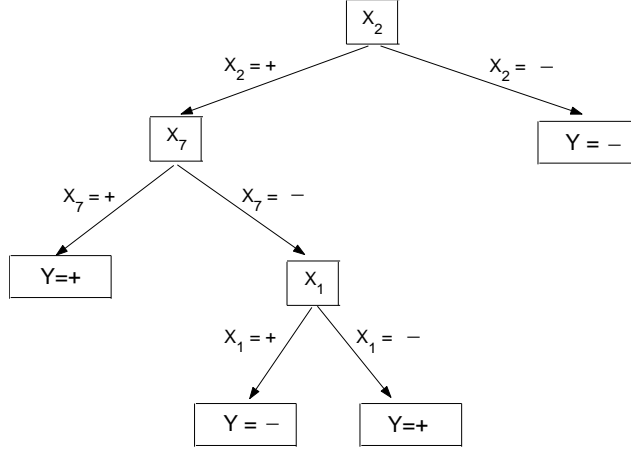 X₂
X₂ = +
X₂ = −
X₇
Y = −
X₇ = +
X₇ = −
Y=+
X₁
X₁ = +
X₁ = −
Y = −
Y=+